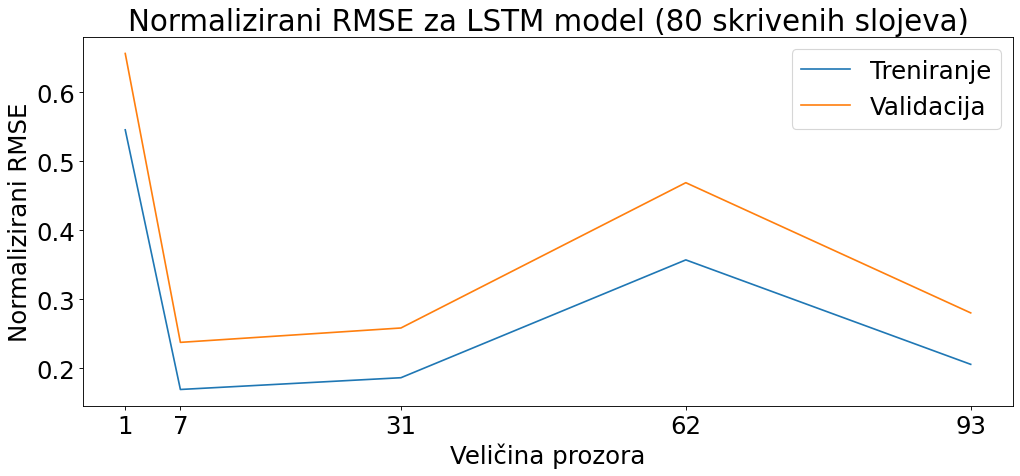 Normalizirani RMSE za LSTM model (80 skrivenih slojeva)
Treniranje
Validacija
Normalizirani RMSE
0.6
0.5
0.4
0.3
0.2
1 7 31 62 93
Veličina prozora